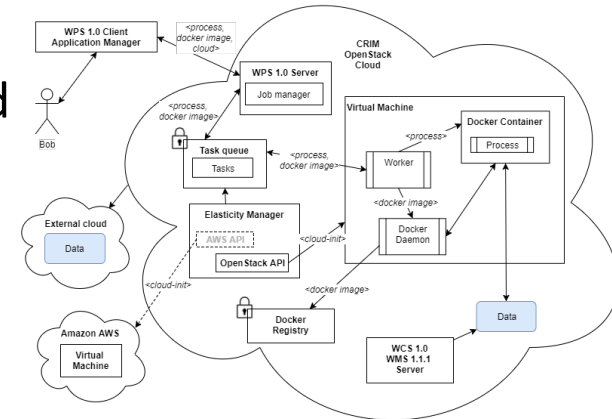 WPS 1.0 Client
Application Manager
<process,
docker image,
cloud>
CRIM
OpenStack
Cloud
WPS 1.0 Server
Job manager
d
Bob
<process,
docker image>
Task queue
Tasks
<process,
docker image>
Virtual Machine
Worker
<process>
Docker Container
Process
<docker image>
Docker
Daemon
Elasticity Manager
AWS API
OpenStack API
<cloud-init>
External cloud
Data
<cloud-init>
<docker image>
Docker
Registry
Data
Amazon AWS
Virtual
Machine
WCS 1.0
WMS 1.1.1
Server